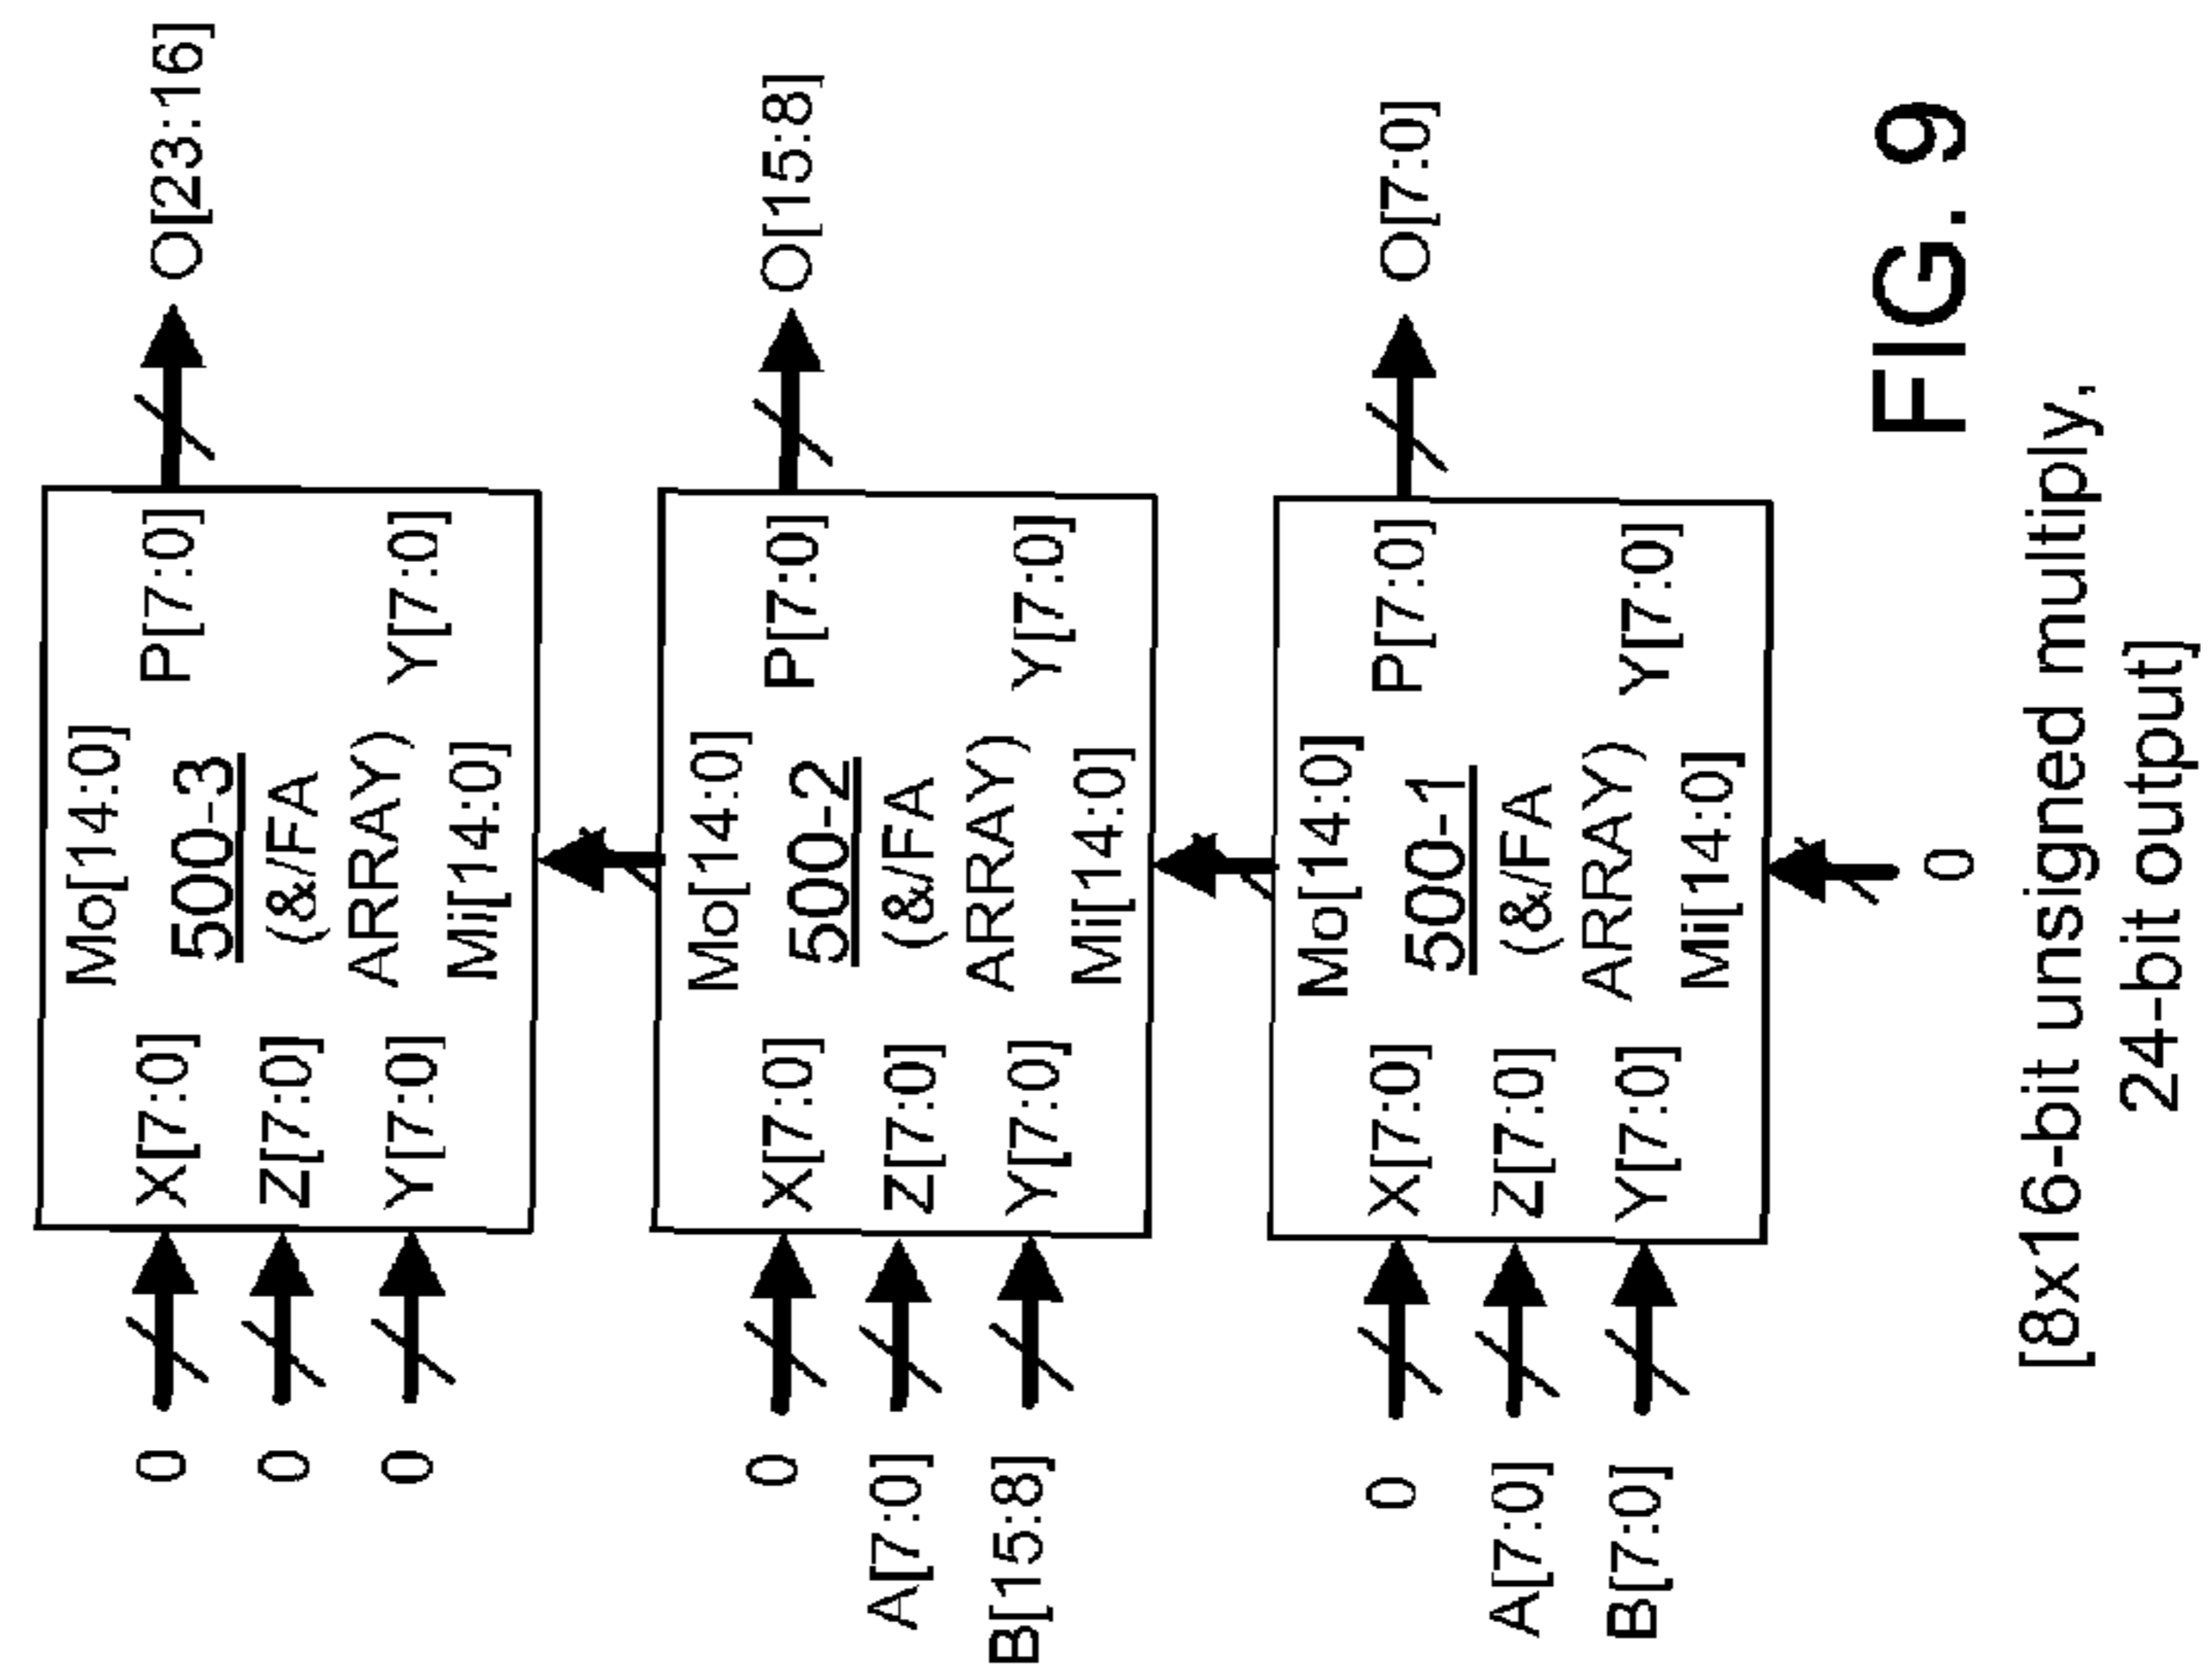 Mo[14:0]
0 X[7:0] P[7:0] O[23:16]
500-3
0 Z[7:0] (&/FA
ARRAY)
0 Y[7:0] Y[7:0]
Mi[14:0]
Mo[14:0]
0 X[7:0] P[7:0] O[15:8]
500-2
A[7:0] Z[7:0] (&/FA
ARRAY)
B[15:8] Y[7:0] Y[7:0]
Mi[14:0]
Mo[14:0]
0 X[7:0] P[7:0] O[7:0]
500-1
A[7:0] Z[7:0] (&/FA
ARRAY)
B[7:0] Y[7:0] Y[7:0]
Mi[14:0]
0
FIG. 9
[8x16-bit unsigned multiply,
24-bit output]